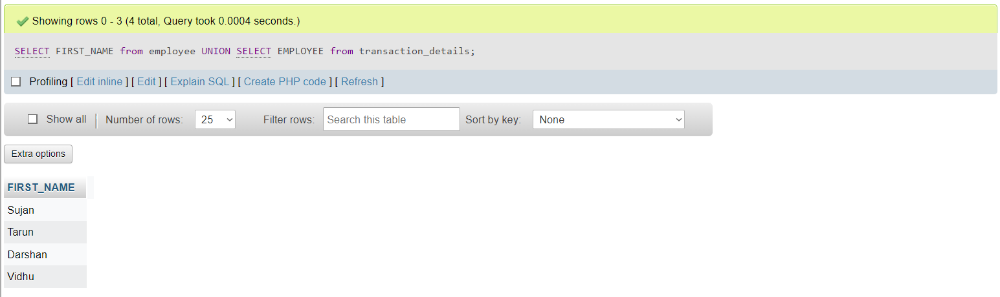 Showing rows 0 - 3 (4 total, Query took 0.0004 seconds.)
SELECT FIRST_NAME from employee UNION SELECT EMPLOYEE from transaction_details;
Profiling [ Edit inline ] [ Edit ] [ Explain SQL ] [ Create PHP code ] [ Refresh ]
Show all Number of rows: 25 Filter rows: Search this table Sort by key: None
Extra options
FIRST_NAME
Sujan
Tarun
Darshan
Vidhu